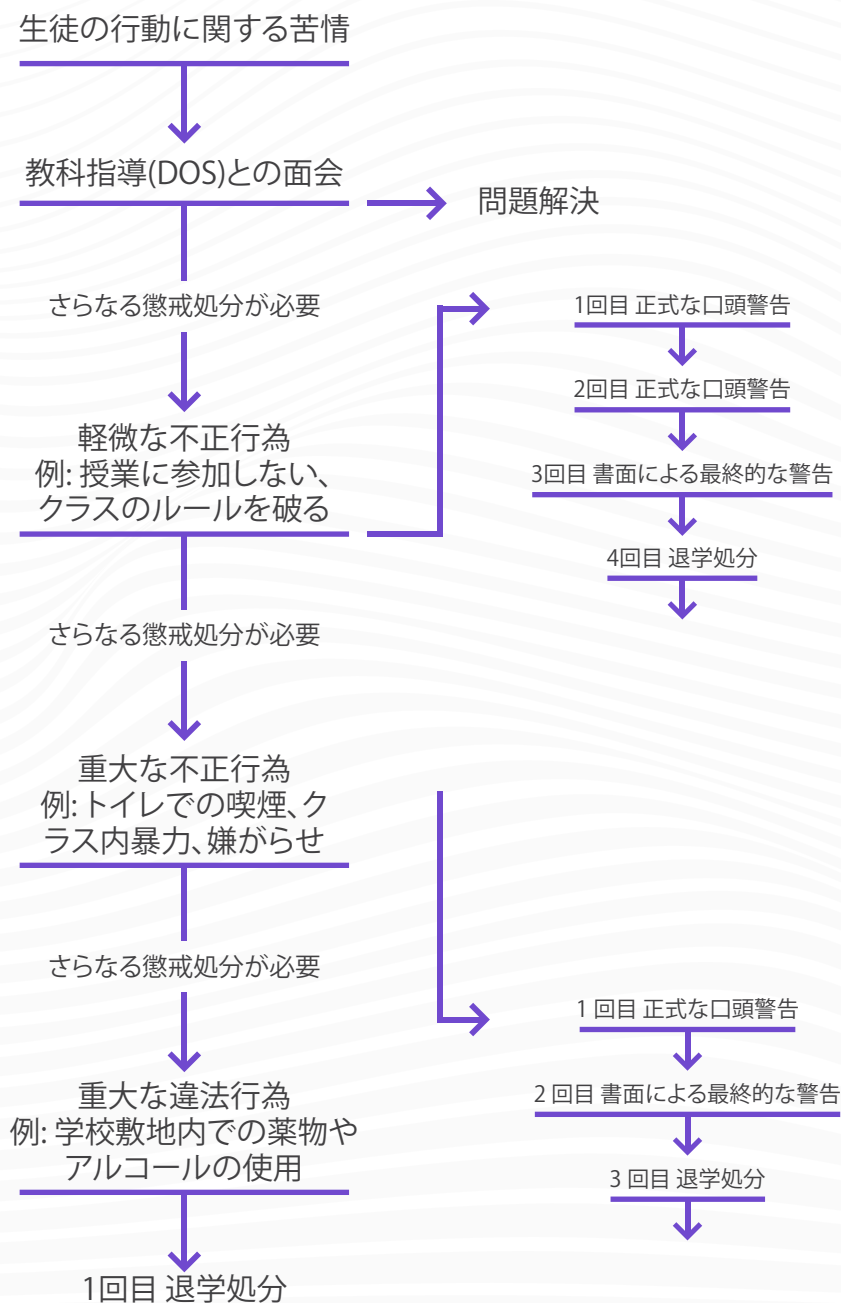 生徒の行動に関する苦情
教科指導(DOS)との面会
問題解決
さらなる懲戒処分が必要
軽微な不正行為
例: 授業に参加しない、
クラスのルールを破る
1回目 正式な口頭警告
2回目 正式な口頭警告
3回目 書面による最終的な警告
4回目 退学処分
さらなる懲戒処分が必要
重大な不正行為
例:トイレでの喫煙、ク
ラス内暴力、嫌がらせ
さらなる懲戒処分が必要
1 回目 正式な口頭警告
2 回目 書面による最終的な警告
3 回目 退学処分
重大な違法行為
例: 学校敷地内での薬物や
アルコールの使用
1回目 退学処分